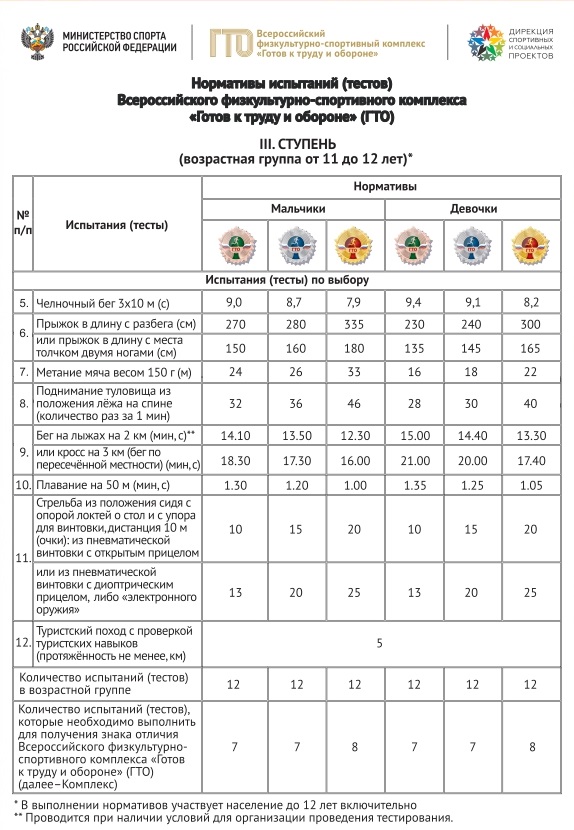 МИНИСТЕРСТВО СПОРТА
РОССИЙСКОЙ ФЕДЕРАЦИИ
ГТО
Всероссийский
физкультурно-спортивный комплекс
«Готов к труду и обороне»
ДИРЕКЦИЯ
СПОРТИВНЫХ
И СОЦИАЛЬНЫХ
ПРОЕКТОВ
Нормативы испытаний (тестов)
Всероссийского физкультурно-спортивного комплекса
«Готов к труду и обороне» (ГТО)
III. СТУПЕНЬ
(возрастная группа от 11 до 12 лет)*
№ п/п Испытания (тесты) Нормативы
Мальчики Девочки
ГТО ГТО ГТО ГТО ГТО ГТО
Испытания (тесты) по выбору
5. Челночный бег 3х10 м (с) 9,0 8,7 7,9 9,4 9,1 8,2
6. Прыжок в длину с разбега (см) 270 280 335 230 240 300
или прыжок в длину с места
толчком двумя ногами (см) 150 160 180 135 145 165
7. Метание мяча весом 150 г (м) 24 26 33 16 18 22
8. Поднимание туловища из
положения лёжа на спине
(количество раз за 1 мин) 32 36 46 28 30 40
9. Бег на лыжах на 2 км (мин, с)** 14.10 13.50 12.30 15.00 14.40 13.30
или кросс на 3 км (бег по
пересечённой местности) (мин,с) 18.30 17.30 16.00 21.00 20.00 17.40
10. Плавание на 50 м (мин, с) 1.30 1.20 1.00 1.35 1.25 1.05
11. Стрельба из положения сидя с
опорой локтей о стол и с упора
для винтовки,дистанция 10 м
(очки): из пневматической
винтовки с открытым прицелом 10 15 20 10 15 20
или из пневматической
винтовки с диоптрическим
прицелом, либо «электронного
оружия» 13 20 25 13 20 25
12. Туристский поход с проверкой
туристских навыков
(протяжённость не менее, км) 5
Количество испытаний (тестов)
в возрастной группе 12 12 12 12 12 12
Количество испытаний (тестов),
которые необходимо выполнить
для получения знака отличия
Всероссийского физкультурно-
спортивного комплекса «Готов
к труду и обороне» (ГТО)
(далее–Комплекс) 7 7 8 7 7 8
* В выполнении нормативов участвует население до 12 лет включительно
** Проводится при наличии условий для организации проведения тестирования.